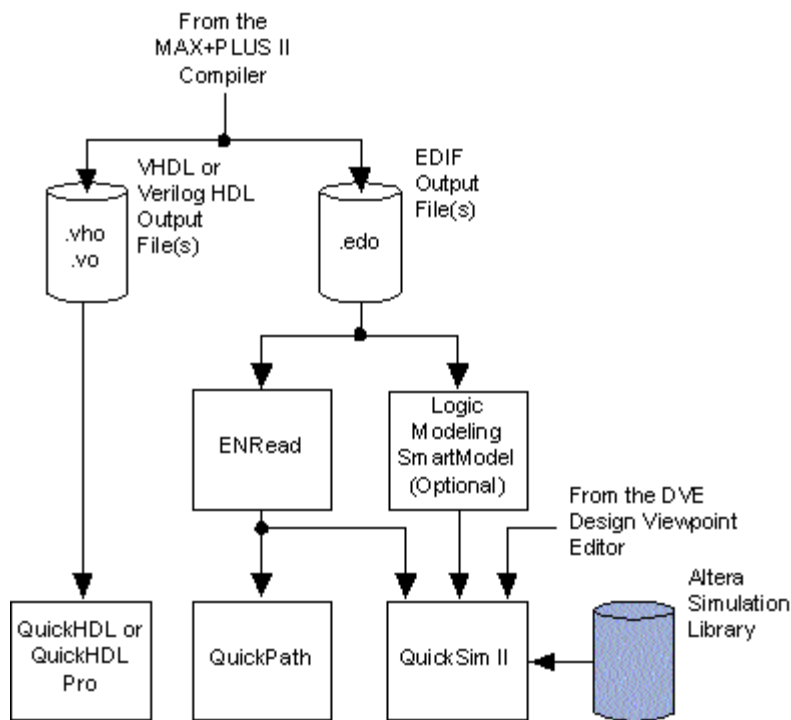 From the
MAX+PLUS II
Compiler
VHDL or
Verilog HDL
Output
File(s)
EDIF
Output
File(s)
.vho
.vo
.edo
ENRead
Logic
Modeling
SmartModel
(Optional)
From the DVE
Design Viewpoint
Editor
Altera
Simulation
Library
QuickHDL or
QuickHDL
Pro
QuickPath
QuickSim II